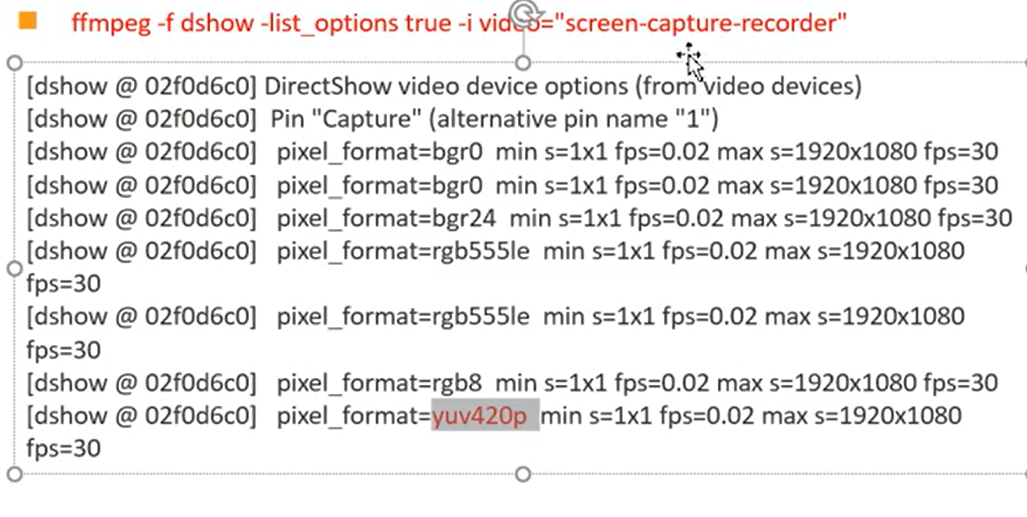 ffmpeg -f dshow -list_options true -i video="screen-capture-recorder"
[dshow @ 02f0d6c0] DirectShow video device options (from video devices)
[dshow @ 02f0d6c0]  Pin "Capture" (alternative pin name "1")
[dshow @ 02f0d6c0]   pixel_format=bgr0  min s=1x1 fps=0.02 max s=1920x1080 fps=30
[dshow @ 02f0d6c0]   pixel_format=bgr0  min s=1x1 fps=0.02 max s=1920x1080 fps=30
[dshow @ 02f0d6c0]   pixel_format=bgr24  min s=1x1 fps=0.02 max s=1920x1080 fps=30
[dshow @ 02f0d6c0]   pixel_format=rgb555le  min s=1x1 fps=0.02 max s=1920x1080
fps=30
[dshow @ 02f0d6c0]   pixel_format=rgb555le  min s=1x1 fps=0.02 max s=1920x1080
fps=30
[dshow @ 02f0d6c0]   pixel_format=rgb8  min s=1x1 fps=0.02 max s=1920x1080 fps=30
[dshow @ 02f0d6c0]   pixel_format=yuv420p  min s=1x1 fps=0.02 max s=1920x1080
fps=30